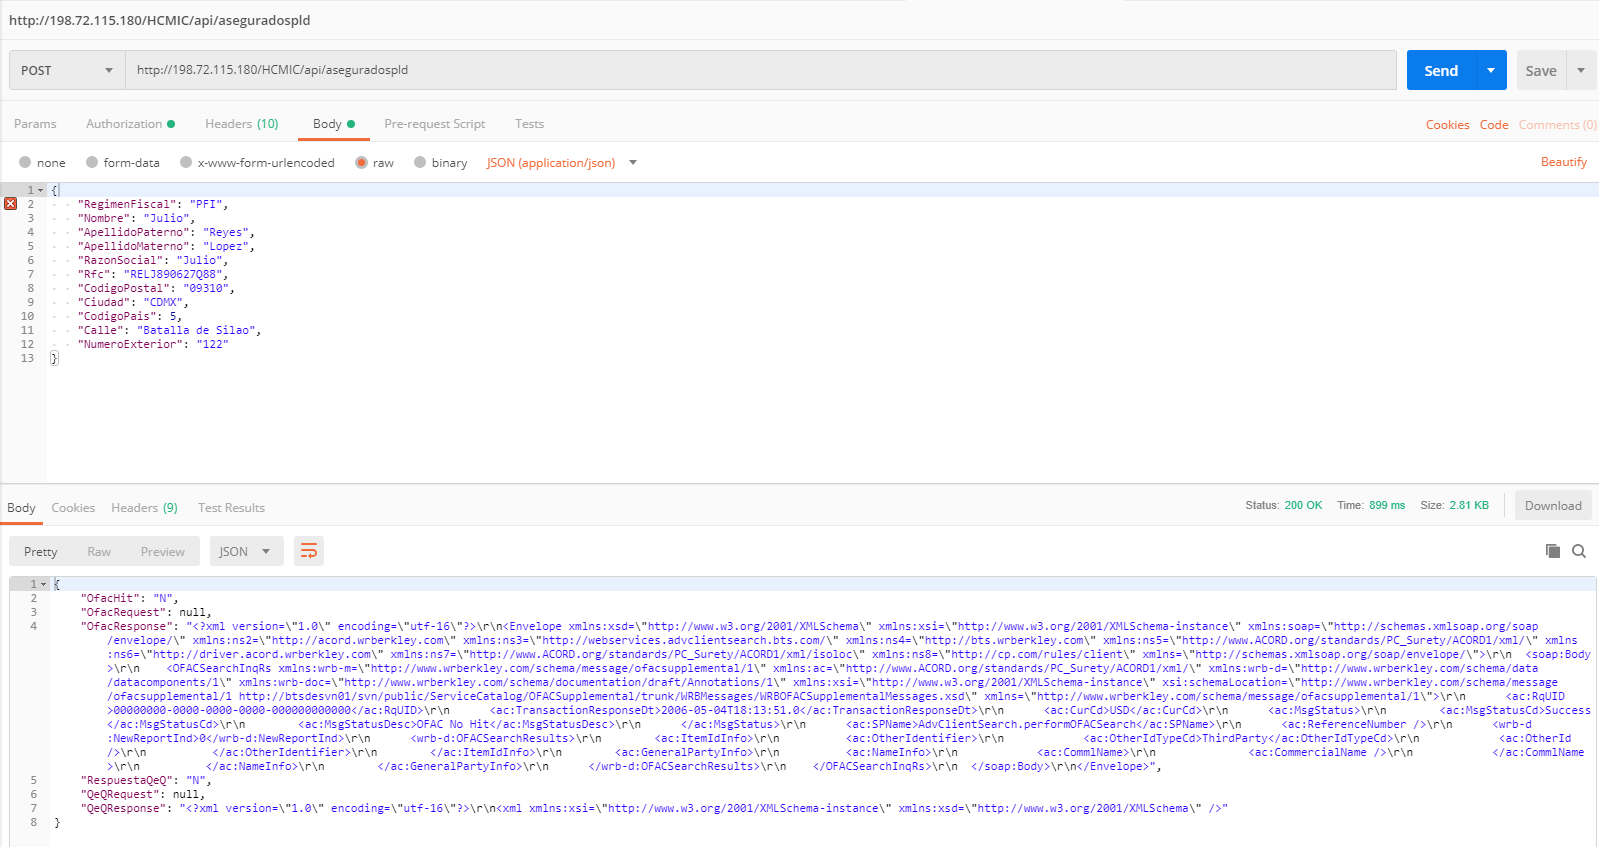 http://198.72.115.180/HCMIC/api/aseguradospld
POST http://198.72.115.180/HCMIC/api/aseguradospld Send Save
Params Authorization Headers (10) Body Pre-request Script Tests Cookies Code Comments (0)
none form-data x-www-form-urlencoded raw binary JSON (application/json) Beautify
1 {
2 "RegimenFiscal": "PFI",
3 "Nombre": "Julio",
4 "ApellidoPaterno": "Reyes",
5 "ApellidoMaterno": "Lopez",
6 "RazonSocial": "Julio",
7 "Rfc": "RELJ890627Q88",
8 "CodigoPostal": "09310",
9 "Ciudad": "CDMX",
10 "CodigoPais": 5,
11 "Calle": "Batalla de Silao",
12 "NumeroExterior": "122"
13 }
Body Cookies Headers (9) Test Results Status: 200 OK Time: 899 ms Size: 2.81 KB Download
Pretty Raw Preview JSON
1 {
2 "OfacHit": "N",
3 "OfacRequest": null,
4 "OfacResponse": "<?xml version=\"1.0\" encoding=\"utf-16\"?>\r\n<Envelope xmlns:xsd=\"http://www.w3.org/2001/XMLSchema\" xmlns:xsi=\"http://www.w3.org/2001/XMLSchema-instance\" xmlns:soap=\"http://schemas.xmlsoap.org/soap
/envelope/\" xmlns:ns2=\"http://acord.wrberkley.com\" xmlns:ns3=\"http://webservices.advclientsearch.bts.com/\" xmlns:ns4=\"http://bts.wrberkley.com\" xmlns:ns5=\"http://www.ACORD.org/standards/PC_Surety/ACORD1/xml/\" xmlns
:ns6=\"http://driver.acord.wrberkley.com\" xmlns:ns7=\"http://www.ACORD.org/standards/PC_Surety/ACORD1/xml/isoloc\" xmlns:ns8=\"http://cp.com/rules/client\" xmlns=\"http://schemas.xmlsoap.org/soap/envelope/\">\r\n <soap:Body
>\r\n <OFACSearchInqRs xmlns:wrb-m=\"http://www.wrberkley.com/schema/message/ofacsupplemental/1\" xmlns:ac=\"http://www.ACORD.org/standards/PC_Surety/ACORD1/xml/\" xmlns:wrb-d=\"http://www.wrberkley.com/schema/data
/datacomponents/1\" xmlns:wrb-doc=\"http://www.wrberkley.com/schema/documentation/draft/Annotations/1\" xmlns:xsi=\"http://www.w3.org/2001/XMLSchema-instance\" xsi:schemaLocation=\"http://www.wrberkley.com/schema/message
/ofacsupplemental/1 http://btsdesvn01/svn/public/ServiceCatalog/OFACSupplemental/trunk/WRBMessages/WRBOFACSupplementalMessages.xsd\" xmlns=\"http://www.wrberkley.com/schema/message/ofacsupplemental/1\">\r\n <ac:RqUID
>00000000-0000-0000-0000-000000000000</ac:RqUID>\r\n <ac:TransactionResponseDt>2006-05-04T18:13:51.0</ac:TransactionResponseDt>\r\n <ac:CurCd>USD</ac:CurCd>\r\n <ac:MsgStatus>\r\n <ac:MsgStatusCd>Success
</ac:MsgStatusCd>\r\n <ac:MsgStatusDesc>OFAC No Hit</ac:MsgStatusDesc>\r\n </ac:MsgStatus>\r\n <ac:SPName>AdvClientSearch.performOFACSearch</ac:SPName>\r\n <ac:ReferenceNumber />\r\n <wrb-d
:NewReportInd>0</wrb-d:NewReportInd>\r\n <wrb-d:OFACSearchResults>\r\n <ac:ItemIdInfo>\r\n <ac:OtherIdentifier>\r\n <ac:OtherIdTypeCd>ThirdParty</ac:OtherIdTypeCd>\r\n <ac:OtherId
/>\r\n </ac:OtherIdentifier>\r\n </ac:ItemIdInfo>\r\n <ac:GeneralPartyInfo>\r\n <ac:NameInfo>\r\n <ac:CommlName>\r\n <ac:CommercialName />\r\n </ac:CommlName
>\r\n </ac:NameInfo>\r\n </ac:GeneralPartyInfo>\r\n </wrb-d:OFACSearchResults>\r\n </OFACSearchInqRs>\r\n </soap:Body>\r\n</Envelope>",
5 "RespuestaQeQ": "N",
6 "QeQRequest": null,
7 "QeQResponse": "<?xml version=\"1.0\" encoding=\"utf-16\"?>\r\n<xml xmlns:xsi=\"http://www.w3.org/2001/XMLSchema-instance\" xmlns:xsd=\"http://www.w3.org/2001/XMLSchema\" />"
8 }